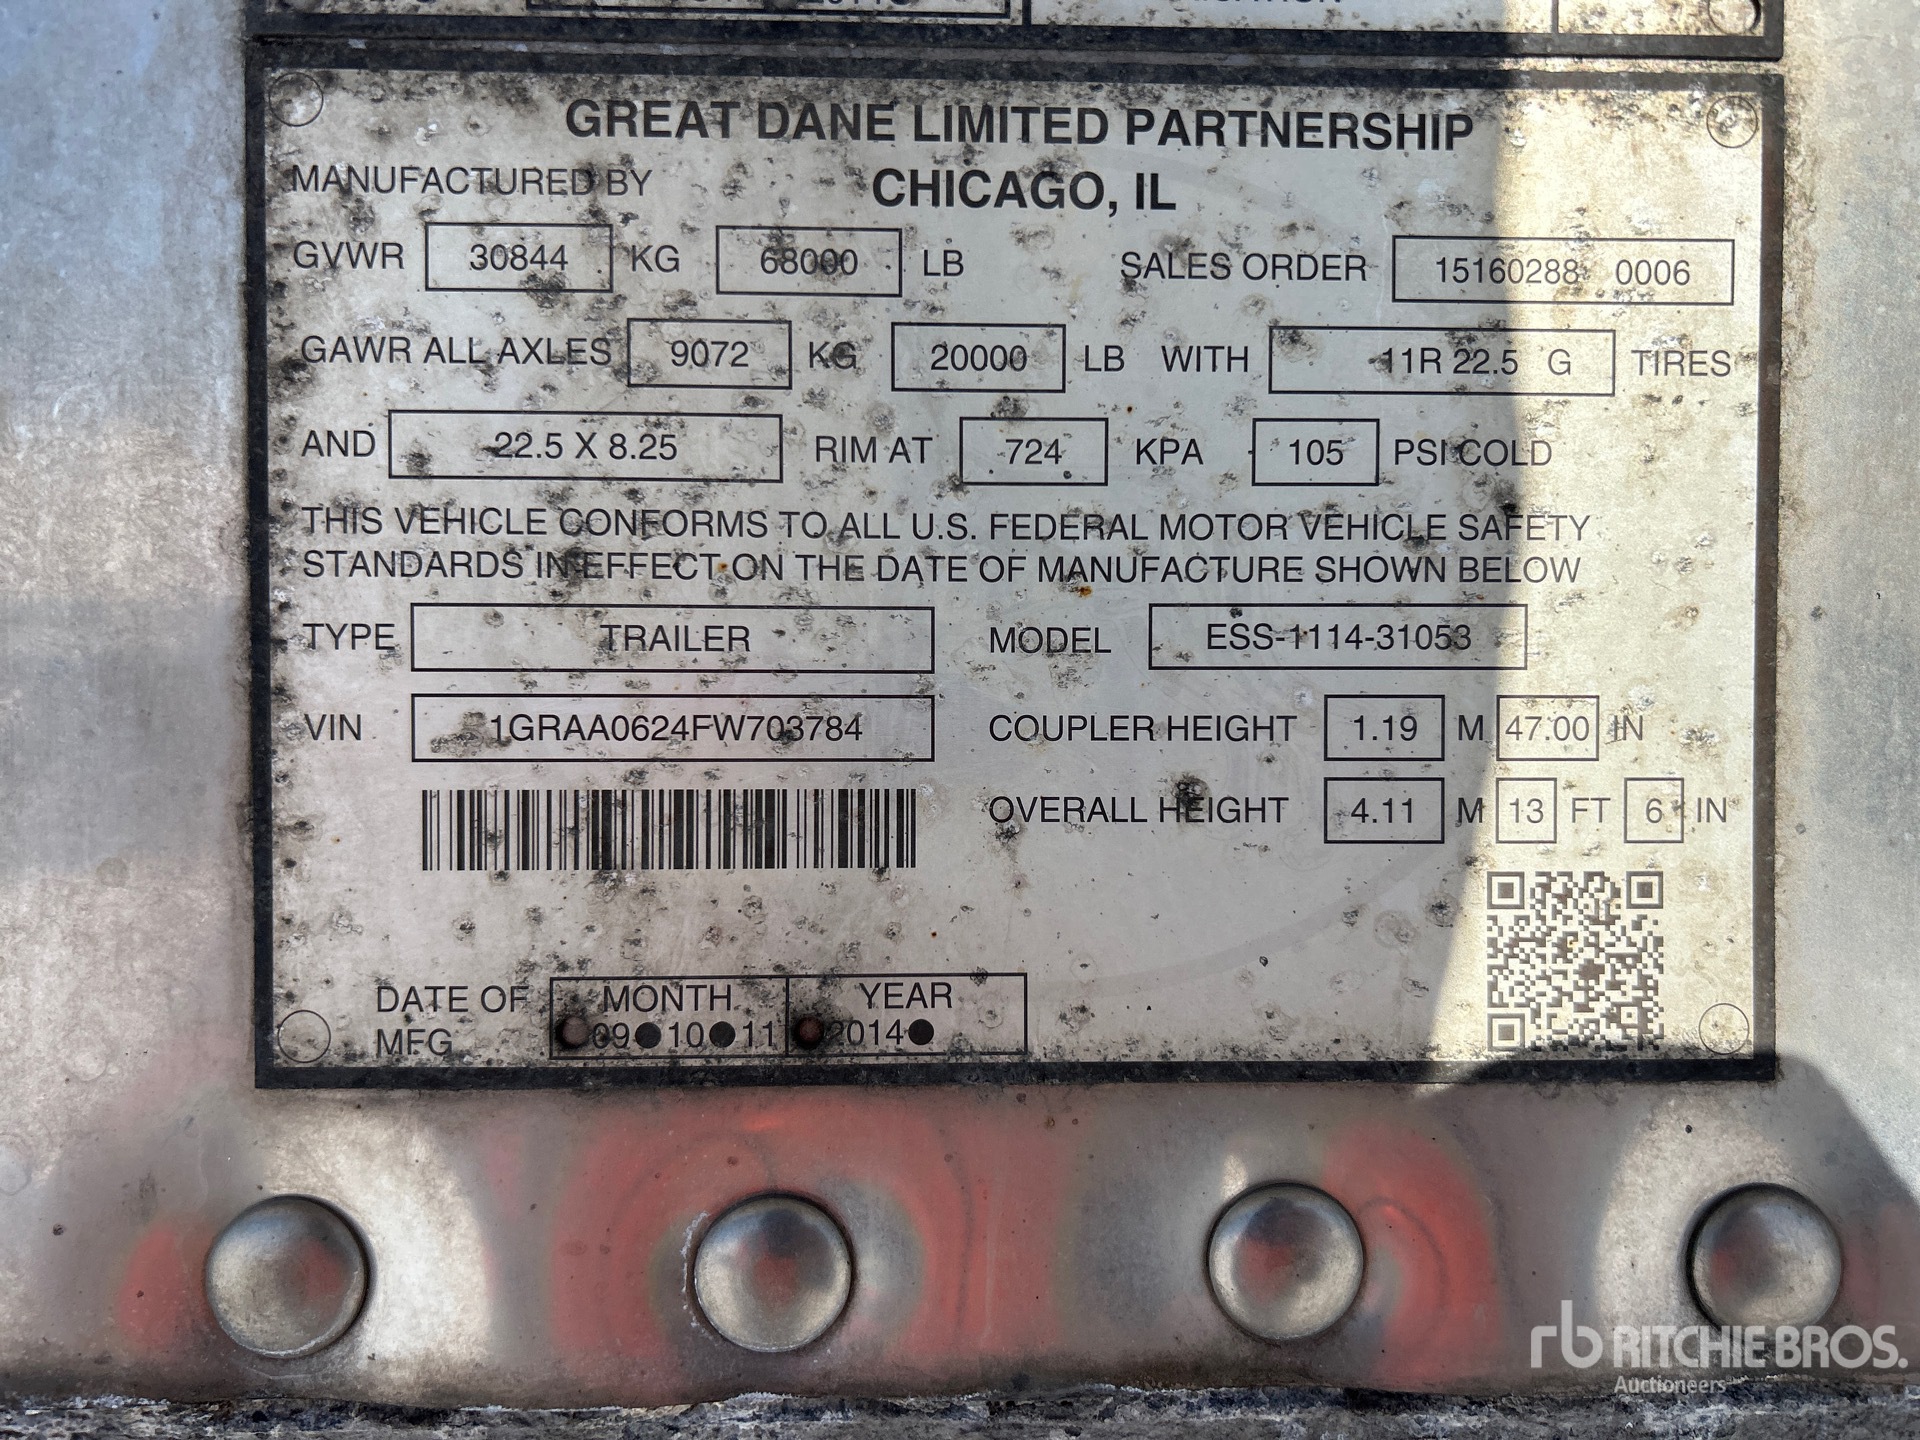 GREAT DANE LIMITED PARTNERSHIP
MANUFACTURED BY CHICAGO, IL
GVWR 30844 KG 68000 LB SALES ORDER 15160288 0006
GAWR ALL AXLES 9072 KG 20000 LB WITH 11R 22.5 G TIRES
AND 22.5 X 8.25 RIM AT 724 KPA 105 PSI COLD
THIS VEHICLE CONFORMS TO ALL U.S. FEDERAL MOTOR VEHICLE SAFETY
STANDARDS IN EFFECT ON THE DATE OF MANUFACTURE SHOWN BELOW
TYPE TRAILER MODEL ESS-1114-31053
VIN 1GRAA0624FW703784 COUPLER HEIGHT 1.19 M 47.00 IN
OVERALL HEIGHT 4.11 M 13 FT 6 IN
DATE OF MONTH YEAR
MFG 09 10 11 2014
rb RITCHIE BROS.
Auctioneers